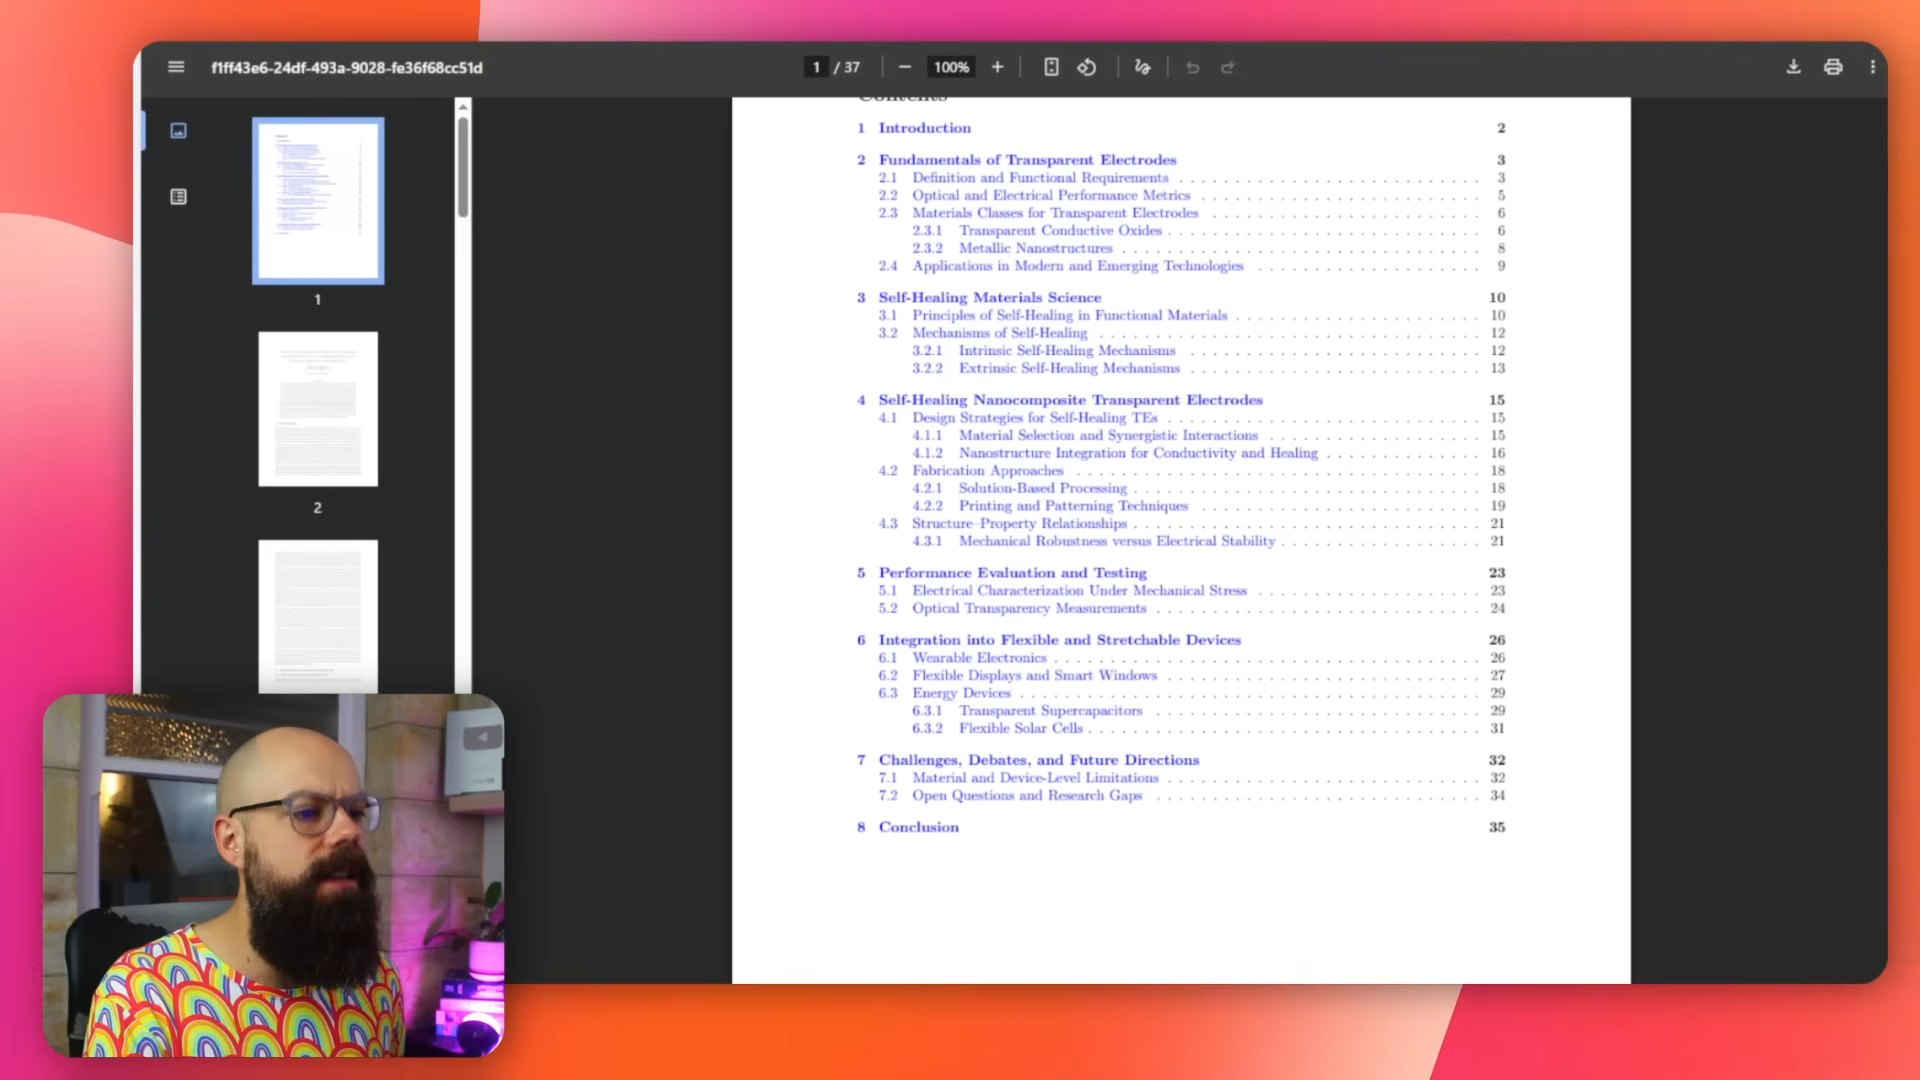 f1ff43e6-24df-493a-9028-fe36f68cc51d
1 / 37
100%
Contents
1 Introduction 2
2 Fundamentals of Transparent Electrodes 3
2.1 Definition and Functional Requirements 3
2.2 Optical and Electrical Performance Metrics 5
2.3 Materials Classes for Transparent Electrodes 6
2.3.1 Transparent Conductive Oxides 6
2.3.2 Metallic Nanostructures 8
2.4 Applications in Modern and Emerging Technologies 9
3 Self-Healing Materials Science 10
3.1 Principles of Self-Healing in Functional Materials 10
3.2 Mechanisms of Self-Healing 12
3.2.1 Intrinsic Self-Healing Mechanisms 12
3.2.2 Extrinsic Self-Healing Mechanisms 13
4 Self-Healing Nanocomposite Transparent Electrodes 15
4.1 Design Strategies for Self-Healing TEs 15
4.1.1 Material Selection and Synergistic Interactions 15
4.1.2 Nanostructure Integration for Conductivity and Healing 16
4.2 Fabrication Approaches 18
4.2.1 Solution-Based Processing 18
4.2.2 Printing and Patterning Techniques 19
4.3 Structure–Property Relationships 21
4.3.1 Mechanical Robustness versus Electrical Stability 21
5 Performance Evaluation and Testing 23
5.1 Electrical Characterization Under Mechanical Stress 23
5.2 Optical Transparency Measurements 24
6 Integration into Flexible and Stretchable Devices 26
6.1 Wearable Electronics 26
6.2 Flexible Displays and Smart Windows 27
6.3 Energy Devices 29
6.3.1 Transparent Supercapacitors 29
6.3.2 Flexible Solar Cells 31
7 Challenges, Debates, and Future Directions 32
7.1 Material and Device-Level Limitations 32
7.2 Open Questions and Research Gaps 34
8 Conclusion 35
1
2